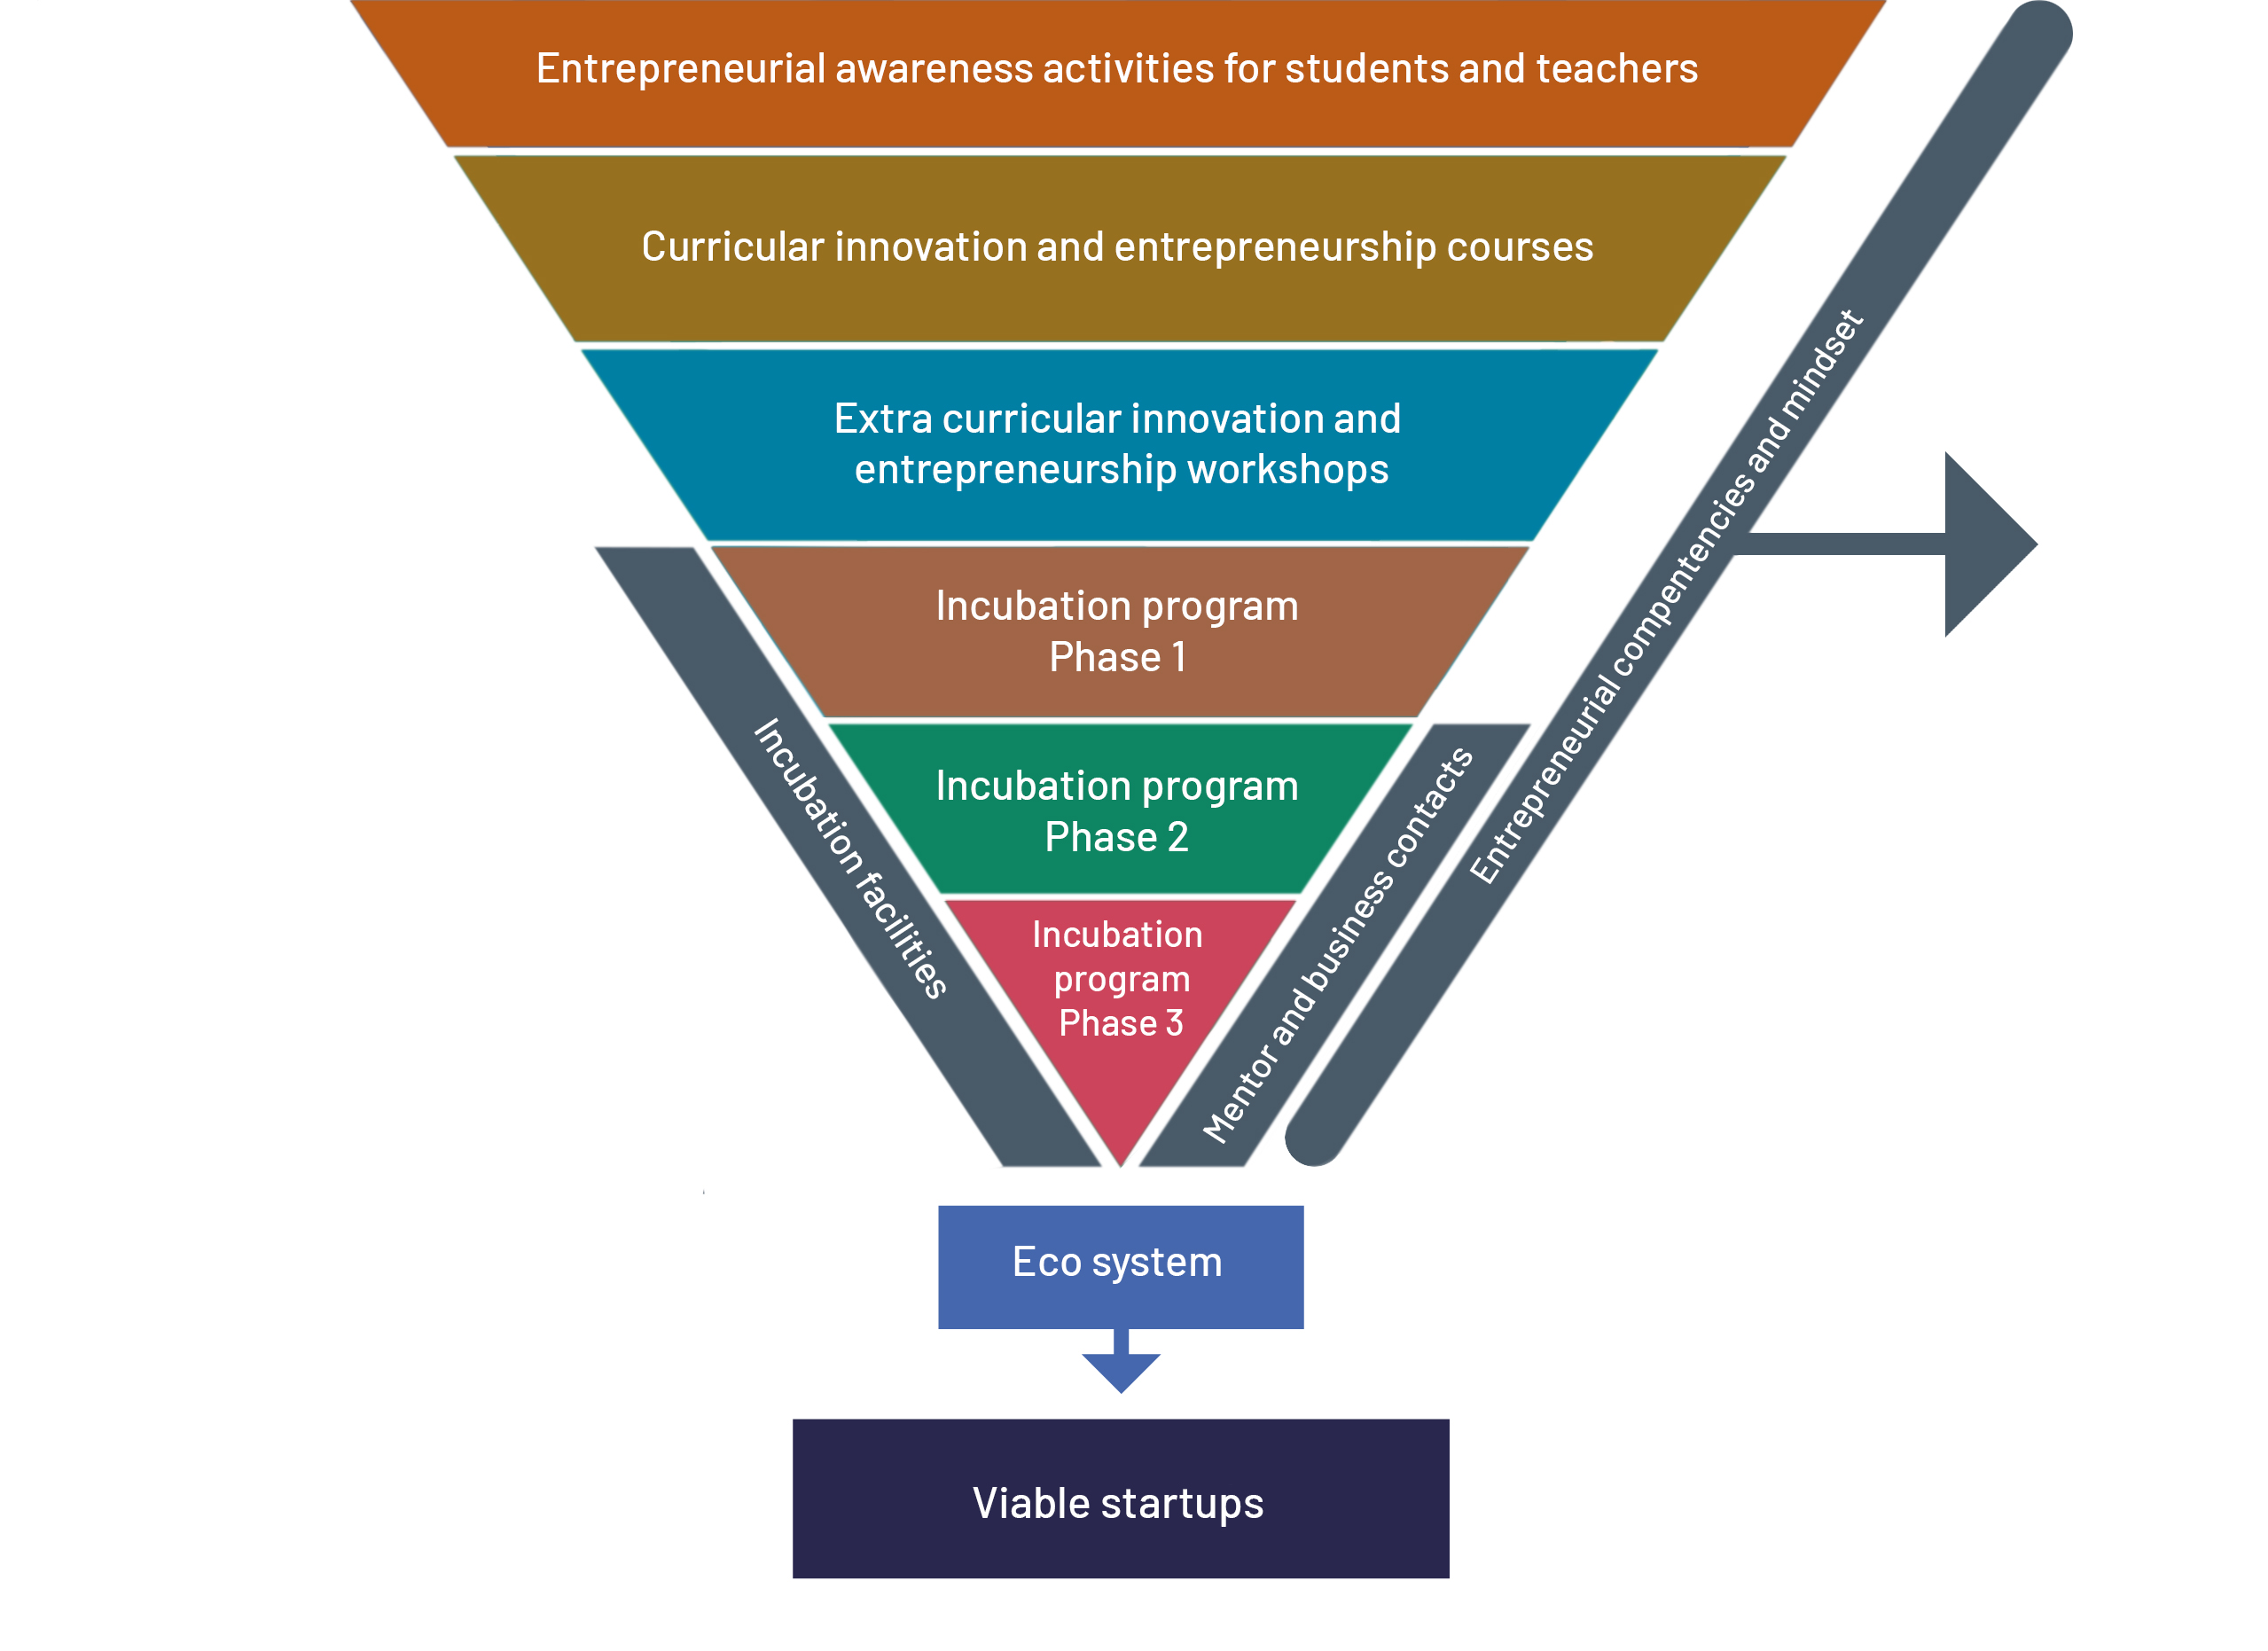 Entrepreneurial awareness activities for students and teachers
Curricular innovation and entrepreneurship courses
Extra curricular innovation and
entrepreneurship workshops
Incubation program
Phase 1
Incubation program
Phase 2
Incubation
program
Phase 3
Incubation facilities
Mentor and business contacts
Entrepreneurial compentencies and mindset
Eco system
Viable startups